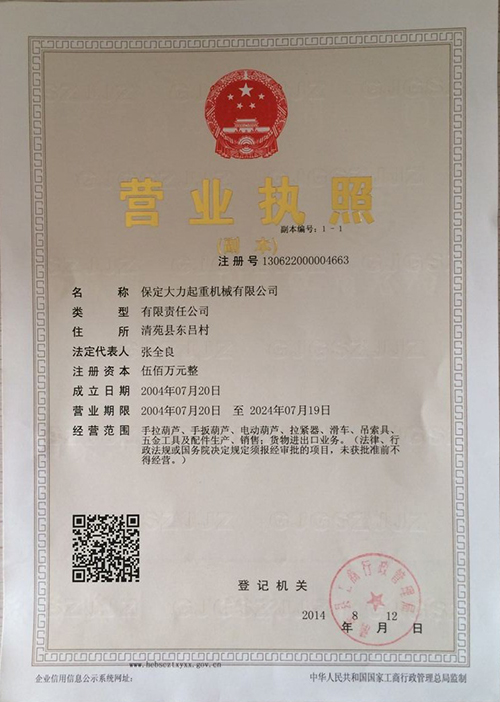 营业执照
副本编号：1-1
(副 本)
注册号 130622000004663
名 称 保定大力起重机械有限公司
类 型 有限责任公司
住 所 清苑县东吕村
法定代表人 张全良
注册资本 伍佰万元整
成立日期 2004年07月20日
营业期限 2004年07月20日 至 2024年07月19日
经营范围 手拉葫芦、手扳葫芦、电动葫芦、拉紧器、滑车、吊索具、
五金工具及配件生产、销售；货物进出口业务。（法律、行
政法规或国务院决定规定须报经审批的项目，未获批准前不
得经营。）
登记机关
2014年 8月 12日
www.hebscztxyxx.gov.cn
企业信用信息公示系统网址：
中华人民共和国国家工商行政管理总局监制